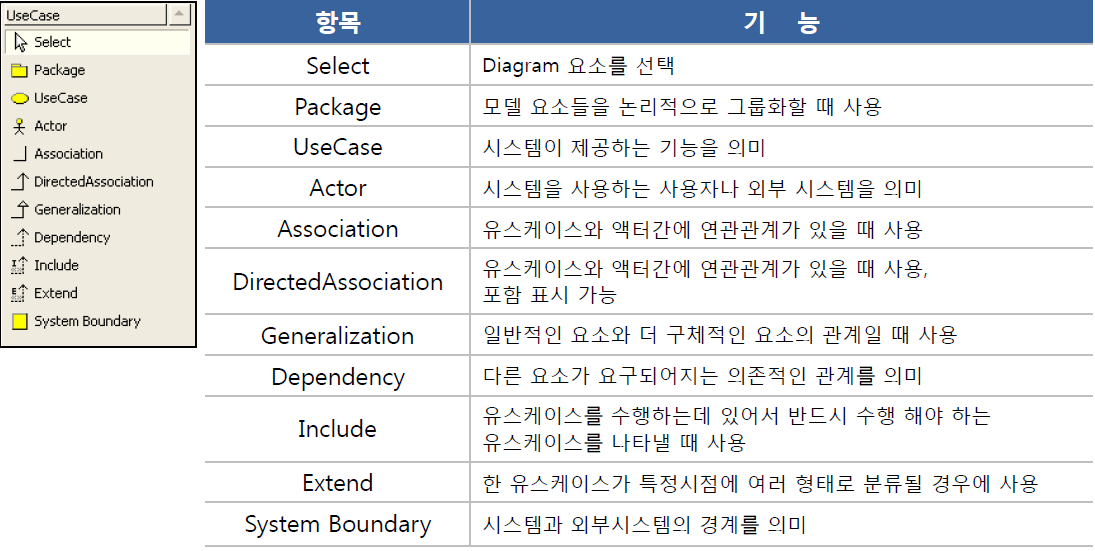 UseCase
Select
Package
UseCase
Actor
Association
DirectedAssociation
Generalization
Dependency
Include
Extend
System Boundary
항목 기 능
Select Diagram 요소를 선택
Package 모델 요소들을 논리적으로 그룹화할 때 사용
UseCase 시스템이 제공하는 기능을 의미
Actor 시스템을 사용하는 사용자나 외부 시스템을 의미
Association 유스케이스와 액터간에 연관관계가 있을 때 사용
DirectedAssociation 유스케이스와 액터간에 연관관계가 있을 때 사용,
포함 표시 가능
Generalization 일반적인 요소와 더 구체적인 요소의 관계일 때 사용
Dependency 다른 요소가 요구되어지는 의존적인 관계를 의미
Include 유스케이스를 수행하는데 있어서 반드시 수행 해야 하는
유스케이스를 나타낼 때 사용
Extend 한 유스케이스가 특정시점에 여러 형태로 분류될 경우에 사용
System Boundary 시스템과 외부시스템의 경계를 의미